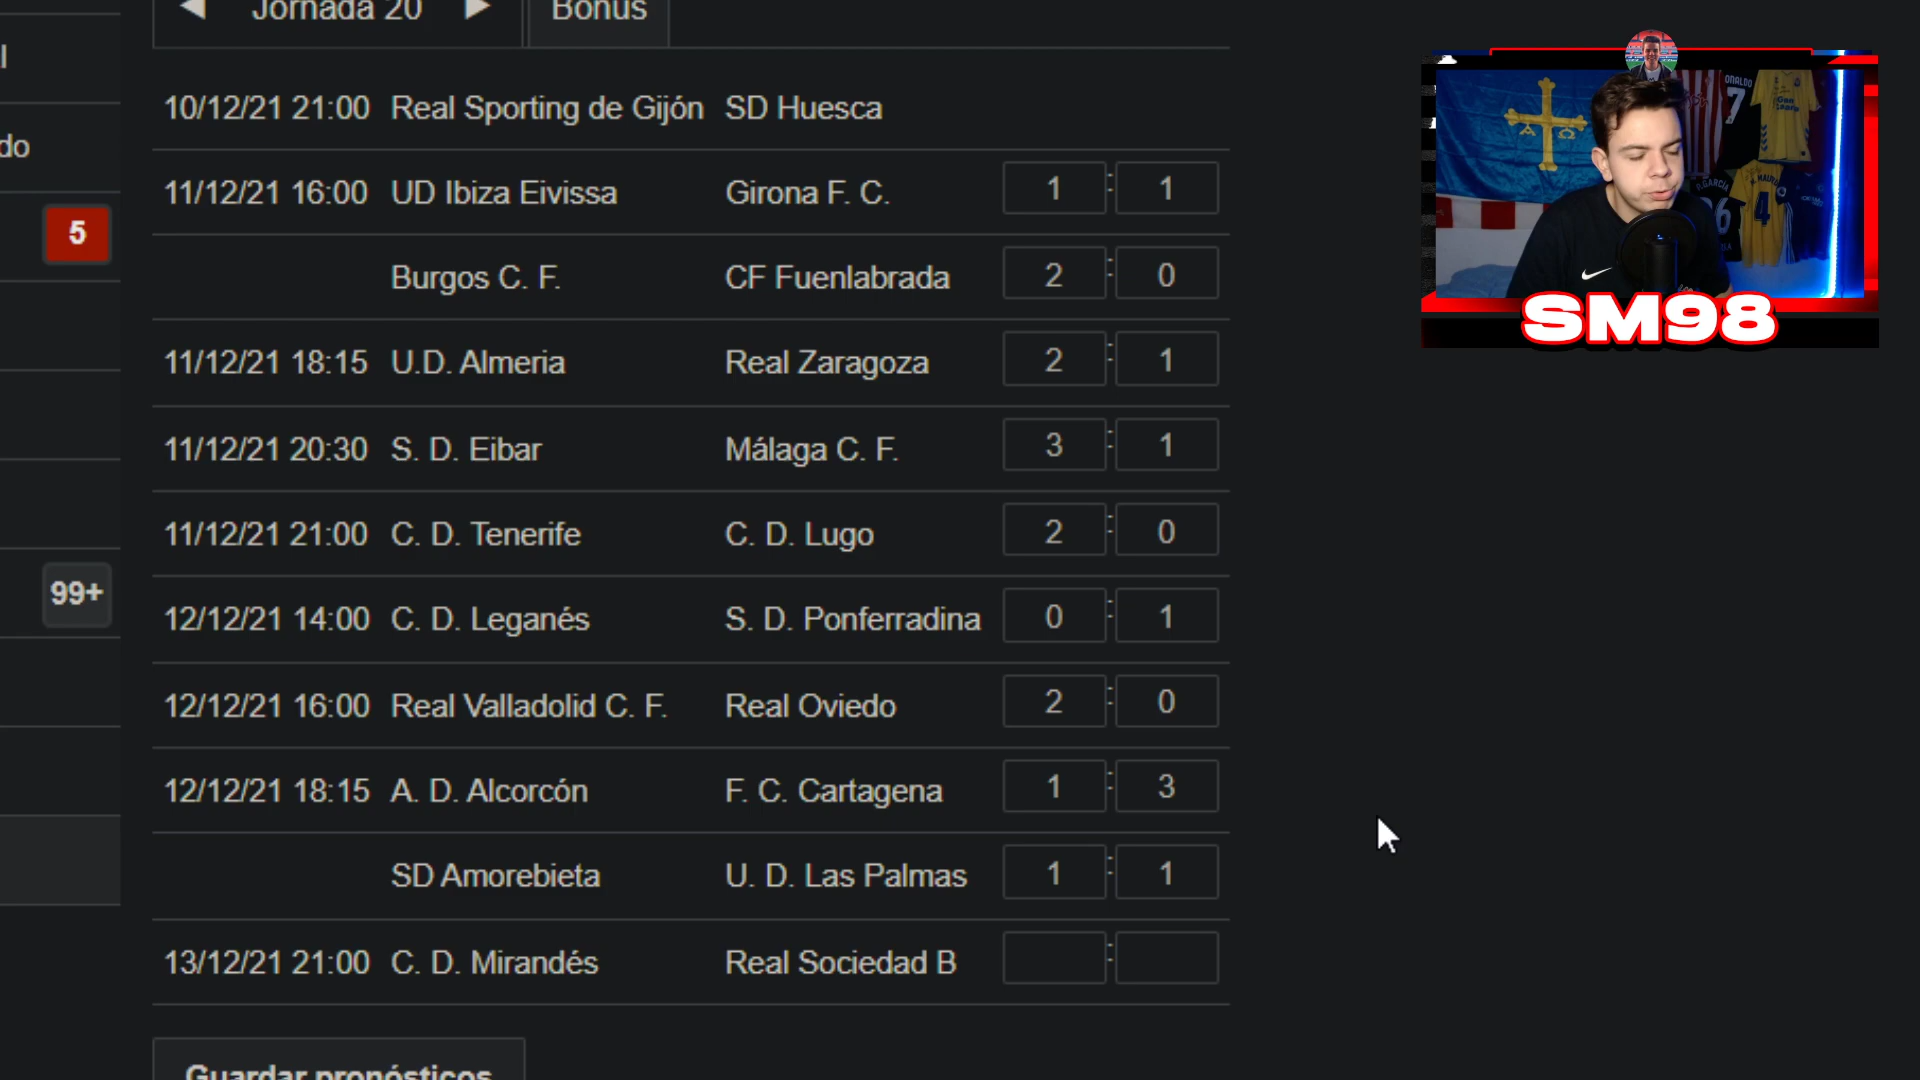 Jornada 20 Bonus
l
10/12/21 21:00 Real Sporting de Gijón SD Huesca
do
11/12/21 16:00 UD Ibiza Eivissa Girona F. C. 1 : 1
5
Burgos C. F. CF Fuenlabrada 2 : 0
11/12/21 18:15 U.D. Almeria Real Zaragoza 2 : 1
11/12/21 20:30 S. D. Eibar Málaga C. F. 3 : 1
11/12/21 21:00 C. D. Tenerife C. D. Lugo 2 : 0
99+
12/12/21 14:00 C. D. Leganés S. D. Ponferradina 0 : 1
12/12/21 16:00 Real Valladolid C. F. Real Oviedo 2 : 0
12/12/21 18:15 A. D. Alcorcón F. C. Cartagena 1 : 3
SD Amorebieta U. D. Las Palmas 1 : 1
13/12/21 21:00 C. D. Mirandés Real Sociedad B :
Guardar pronósticos
ONALDO
7
4
SM98